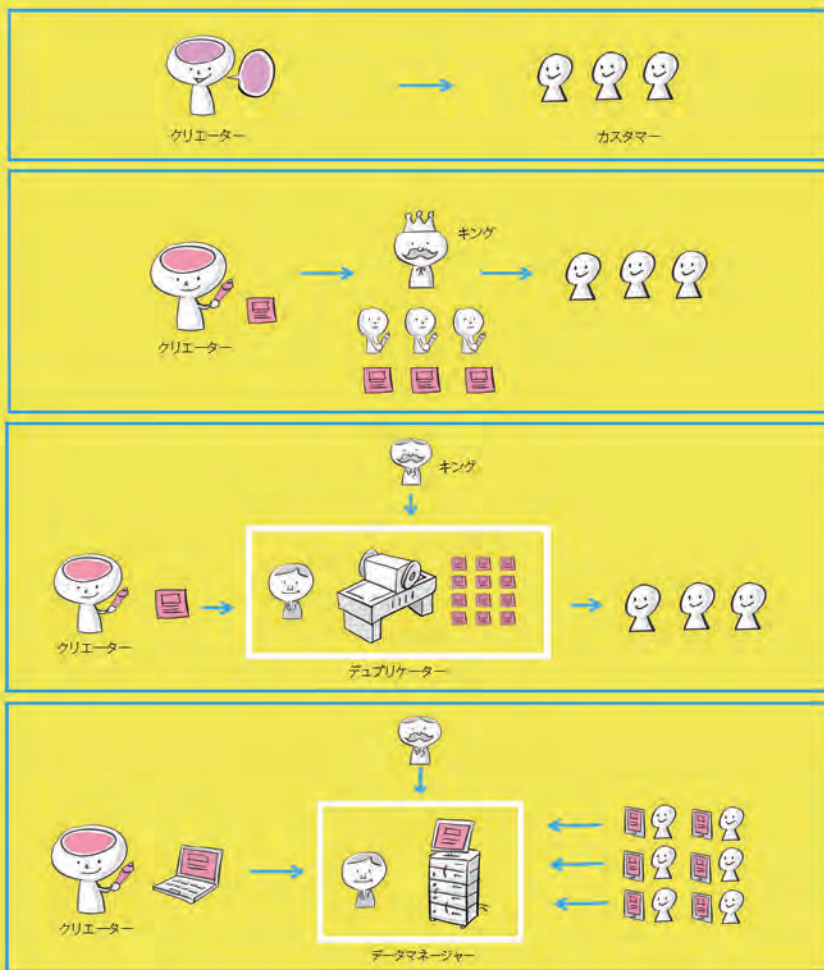 クリエーター
カスタマー
キング
クリエーター
キング
クリエーター
デュプリケーター
クリエーター
データマネージャー